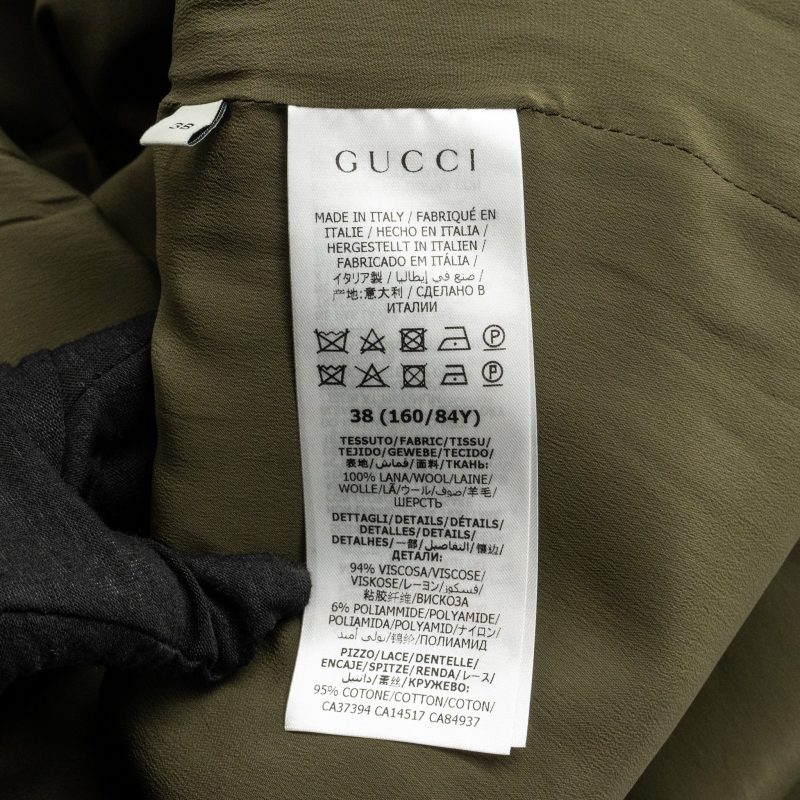 38
GUCCI
MADE IN ITALY / FABRIQUÉ EN
ITALIE / HECHO EN ITALIA /
HERGESTELLT IN ITALIEN /
FABRICADO EM ITÁLIA /
イタリア製 / صنع في إيطاليا /
产地:意大利 / СДЕЛАНО В
ИТАЛИИ
P
P
38 (160/84Y)
TESSUTO/FABRIC/TISSU/
TEJIDO/GEWEBE/TECIDO/
表地/قماش/面料/ТКАНЬ:
100% LANA/WOOL/LAINE/
WOLLE/LÃ/ウール/صوف/羊毛/
ШЕРСТЬ
DETTAGLI/DETAILS/DÉTAILS/
DETALLES/DETAILS/
DETALHES/一部/التفاصيل/镶边/
ДЕТАЛИ:
94% VISCOSA/VISCOSE/
VISKOSE/レーヨン/فسكوز/
粘胶纤维/ВИСКОЗА
6% POLIAMMIDE/POLYAMIDE/
POLIAMIDA/POLYAMID/ナイロン/
بولي أميد/锦纶/ПОЛИАМИД
PIZZO/LACE/DENTELLE/
ENCAJE/SPITZE/RENDA/レース/
دانتيل/蕾丝/КРУЖЕВО:
95% COTONE/COTTON/COTON/
CA37394 CA14517 CA84937